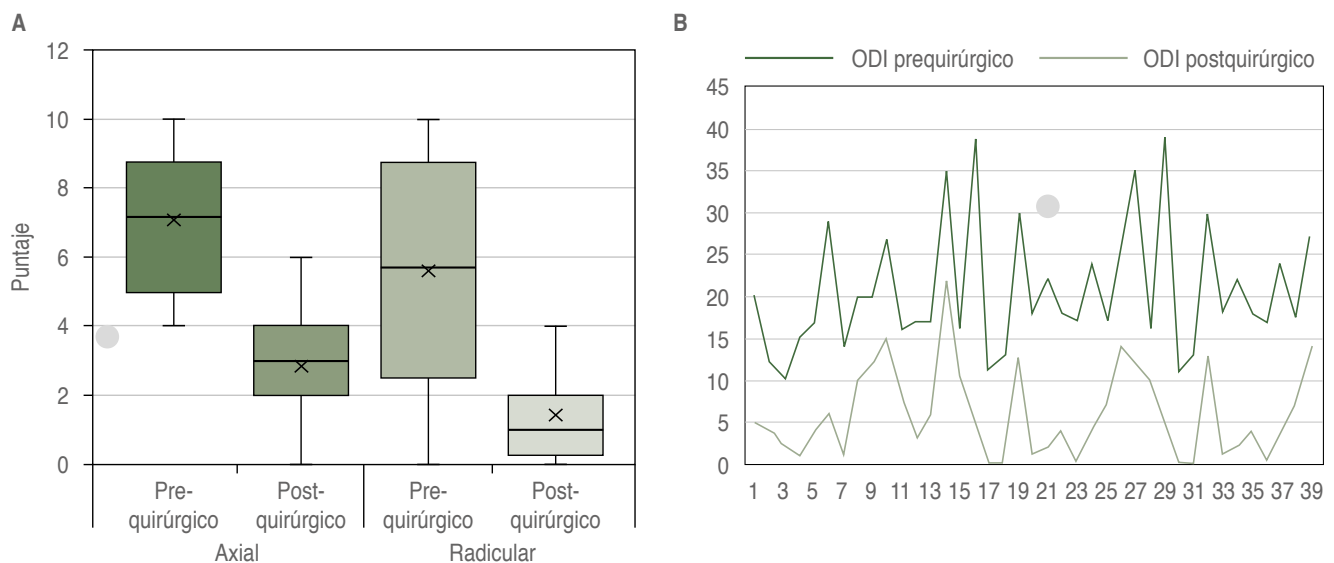 A
Puntaje
12
10
8
6
4
2
0
Pre-
quirúrgico
Post-
quirúrgico
Pre-
quirúrgico
Post-
quirúrgico
Axial
Radicular
B
ODI prequirúrgico
ODI postquirúrgico
45
40
35
30
25
20
15
10
5
0
1 3 5 7 9 11 13 15 17 19 21 23 25 27 29 31 33 35 37 39